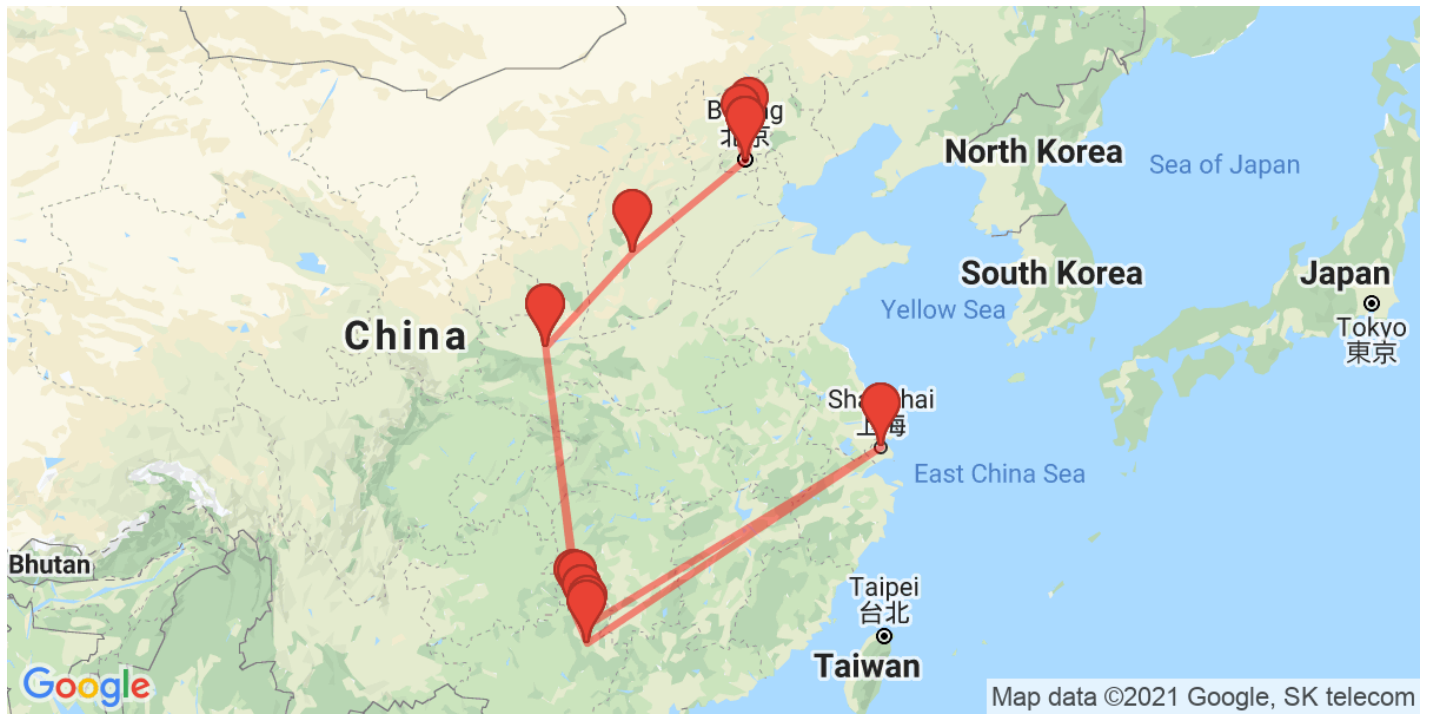 北京
North Korea
Sea of Japan
South Korea
Japan
Yellow Sea
Tokyo
東京
China
Shanghai
上海
East China Sea
Bhutan
Taipei
台北
Taiwan
Google
Map data ©2021 Google, SK telecom